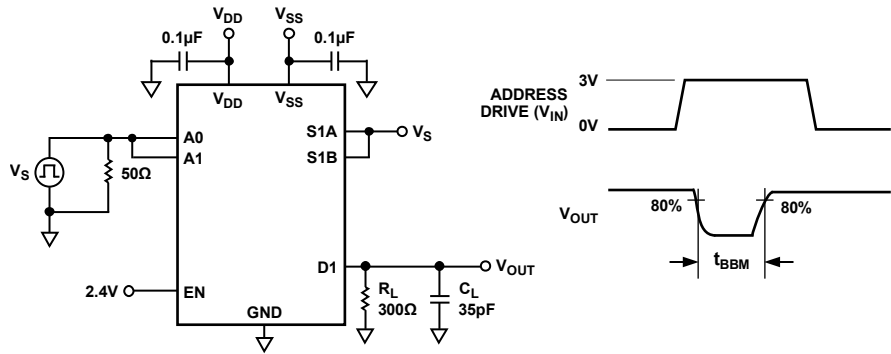 VDD
VSS
0.1µF
0.1µF
VDD
VSS
A0
A1
S1A
S1B
VS
VS
50Ω
D1
VOUT
2.4V
EN
GND
RL
300Ω
CL
35pF
ADDRESS
DRIVE (VIN)
3V
0V
VOUT
80%
80%
tBBM